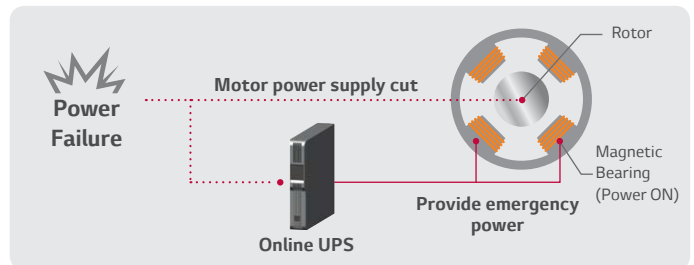 Power
Failure
Motor power supply cut
Rotor
Magnetic
Bearing
(Power ON)
Provide emergency
power
Online UPS